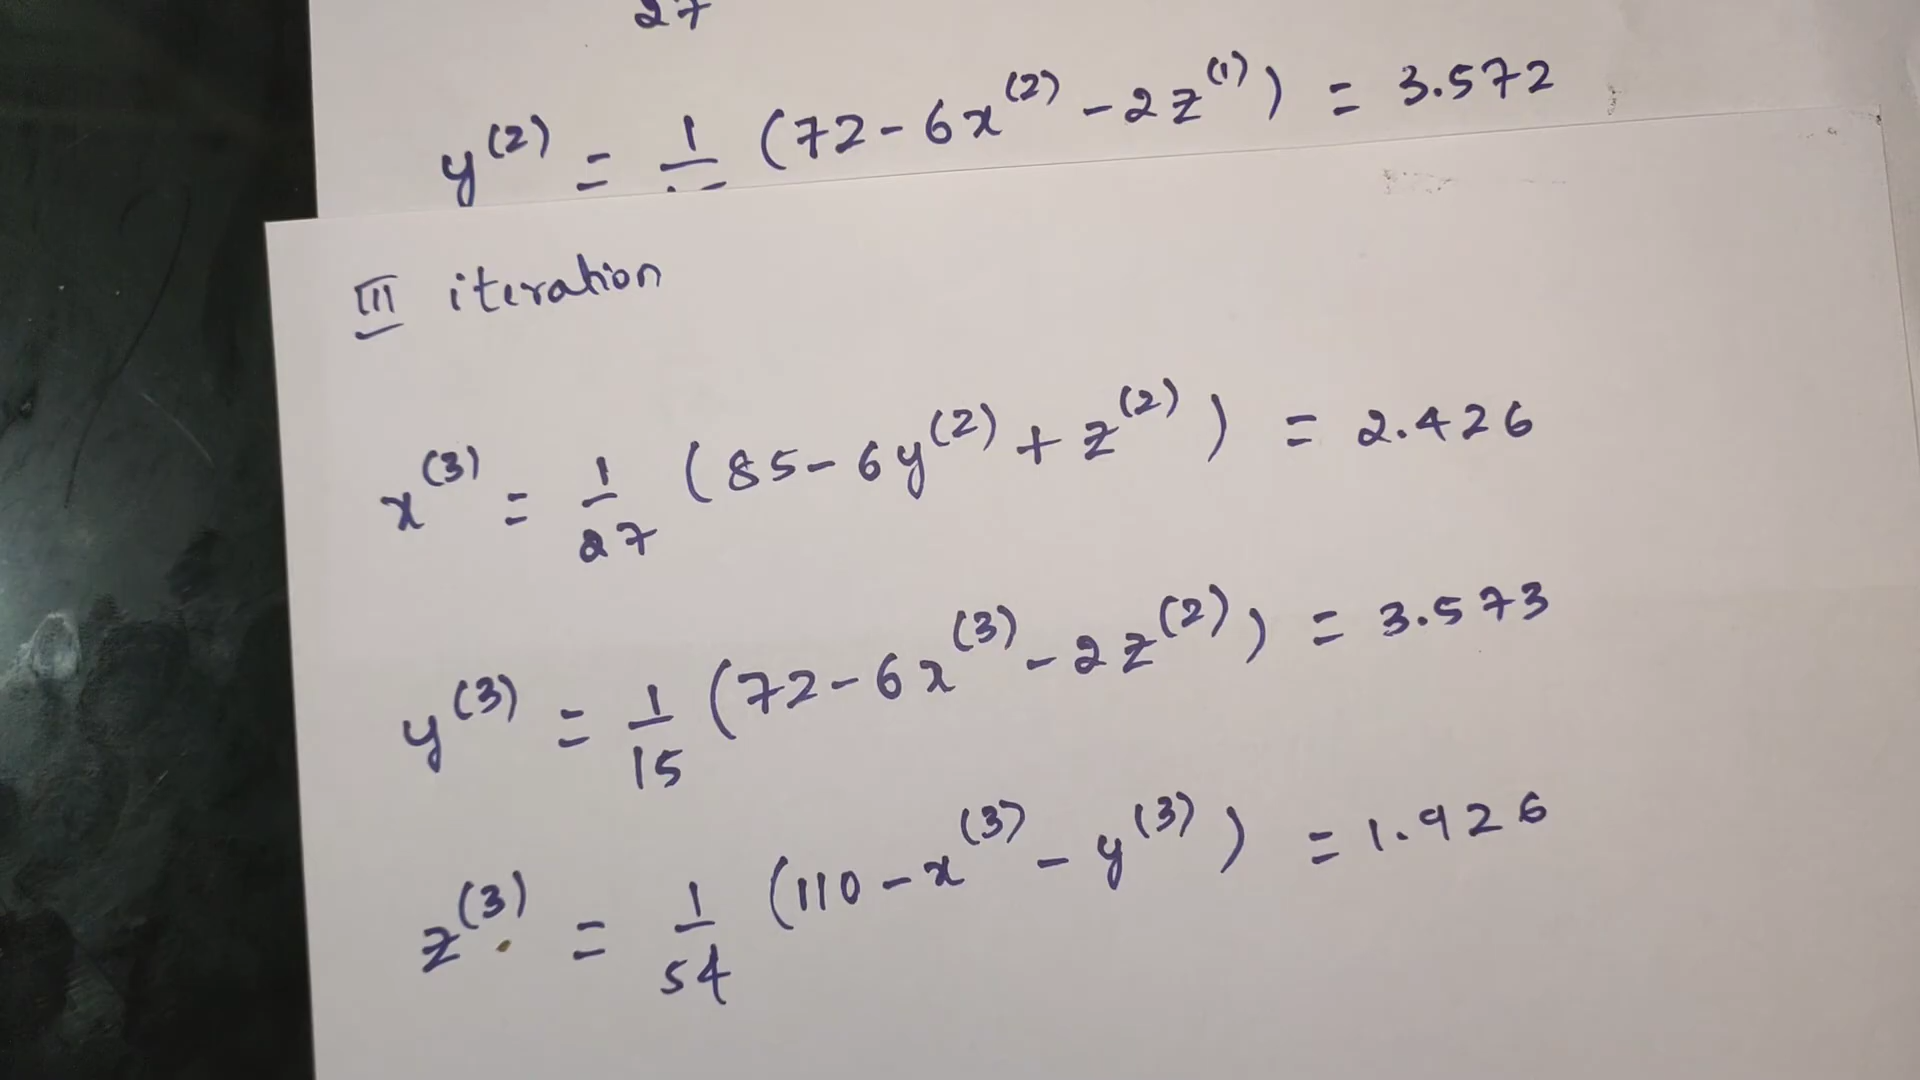 27
y^(2) = 1 (72 - 6x^(2) - 2z^(1)) = 3.572
III iteration
x^(3) = 1/27 (85 - 6y^(2) + z^(2)) = 2.426
y^(3) = 1/15 (72 - 6x^(3) - 2z^(2)) = 3.573
z^(3) = 1/54 (110 - x^(3) - y^(3)) = 1.926